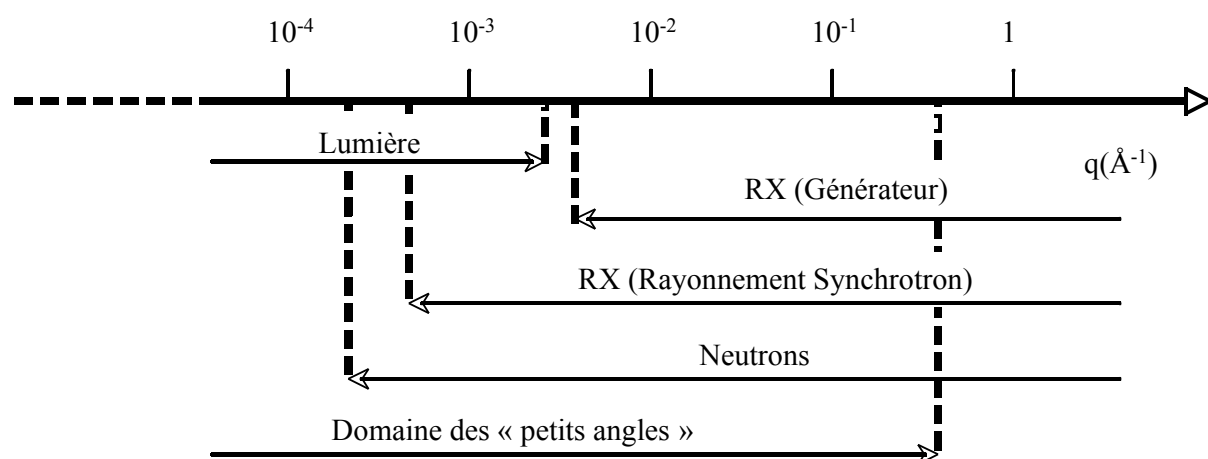 10⁻⁴ 10⁻³ 10⁻² 10⁻¹ 1
Lumière
q(Å⁻¹)
RX (Générateur)
RX (Rayonnement Synchrotron)
Neutrons
Domaine des « petits angles »